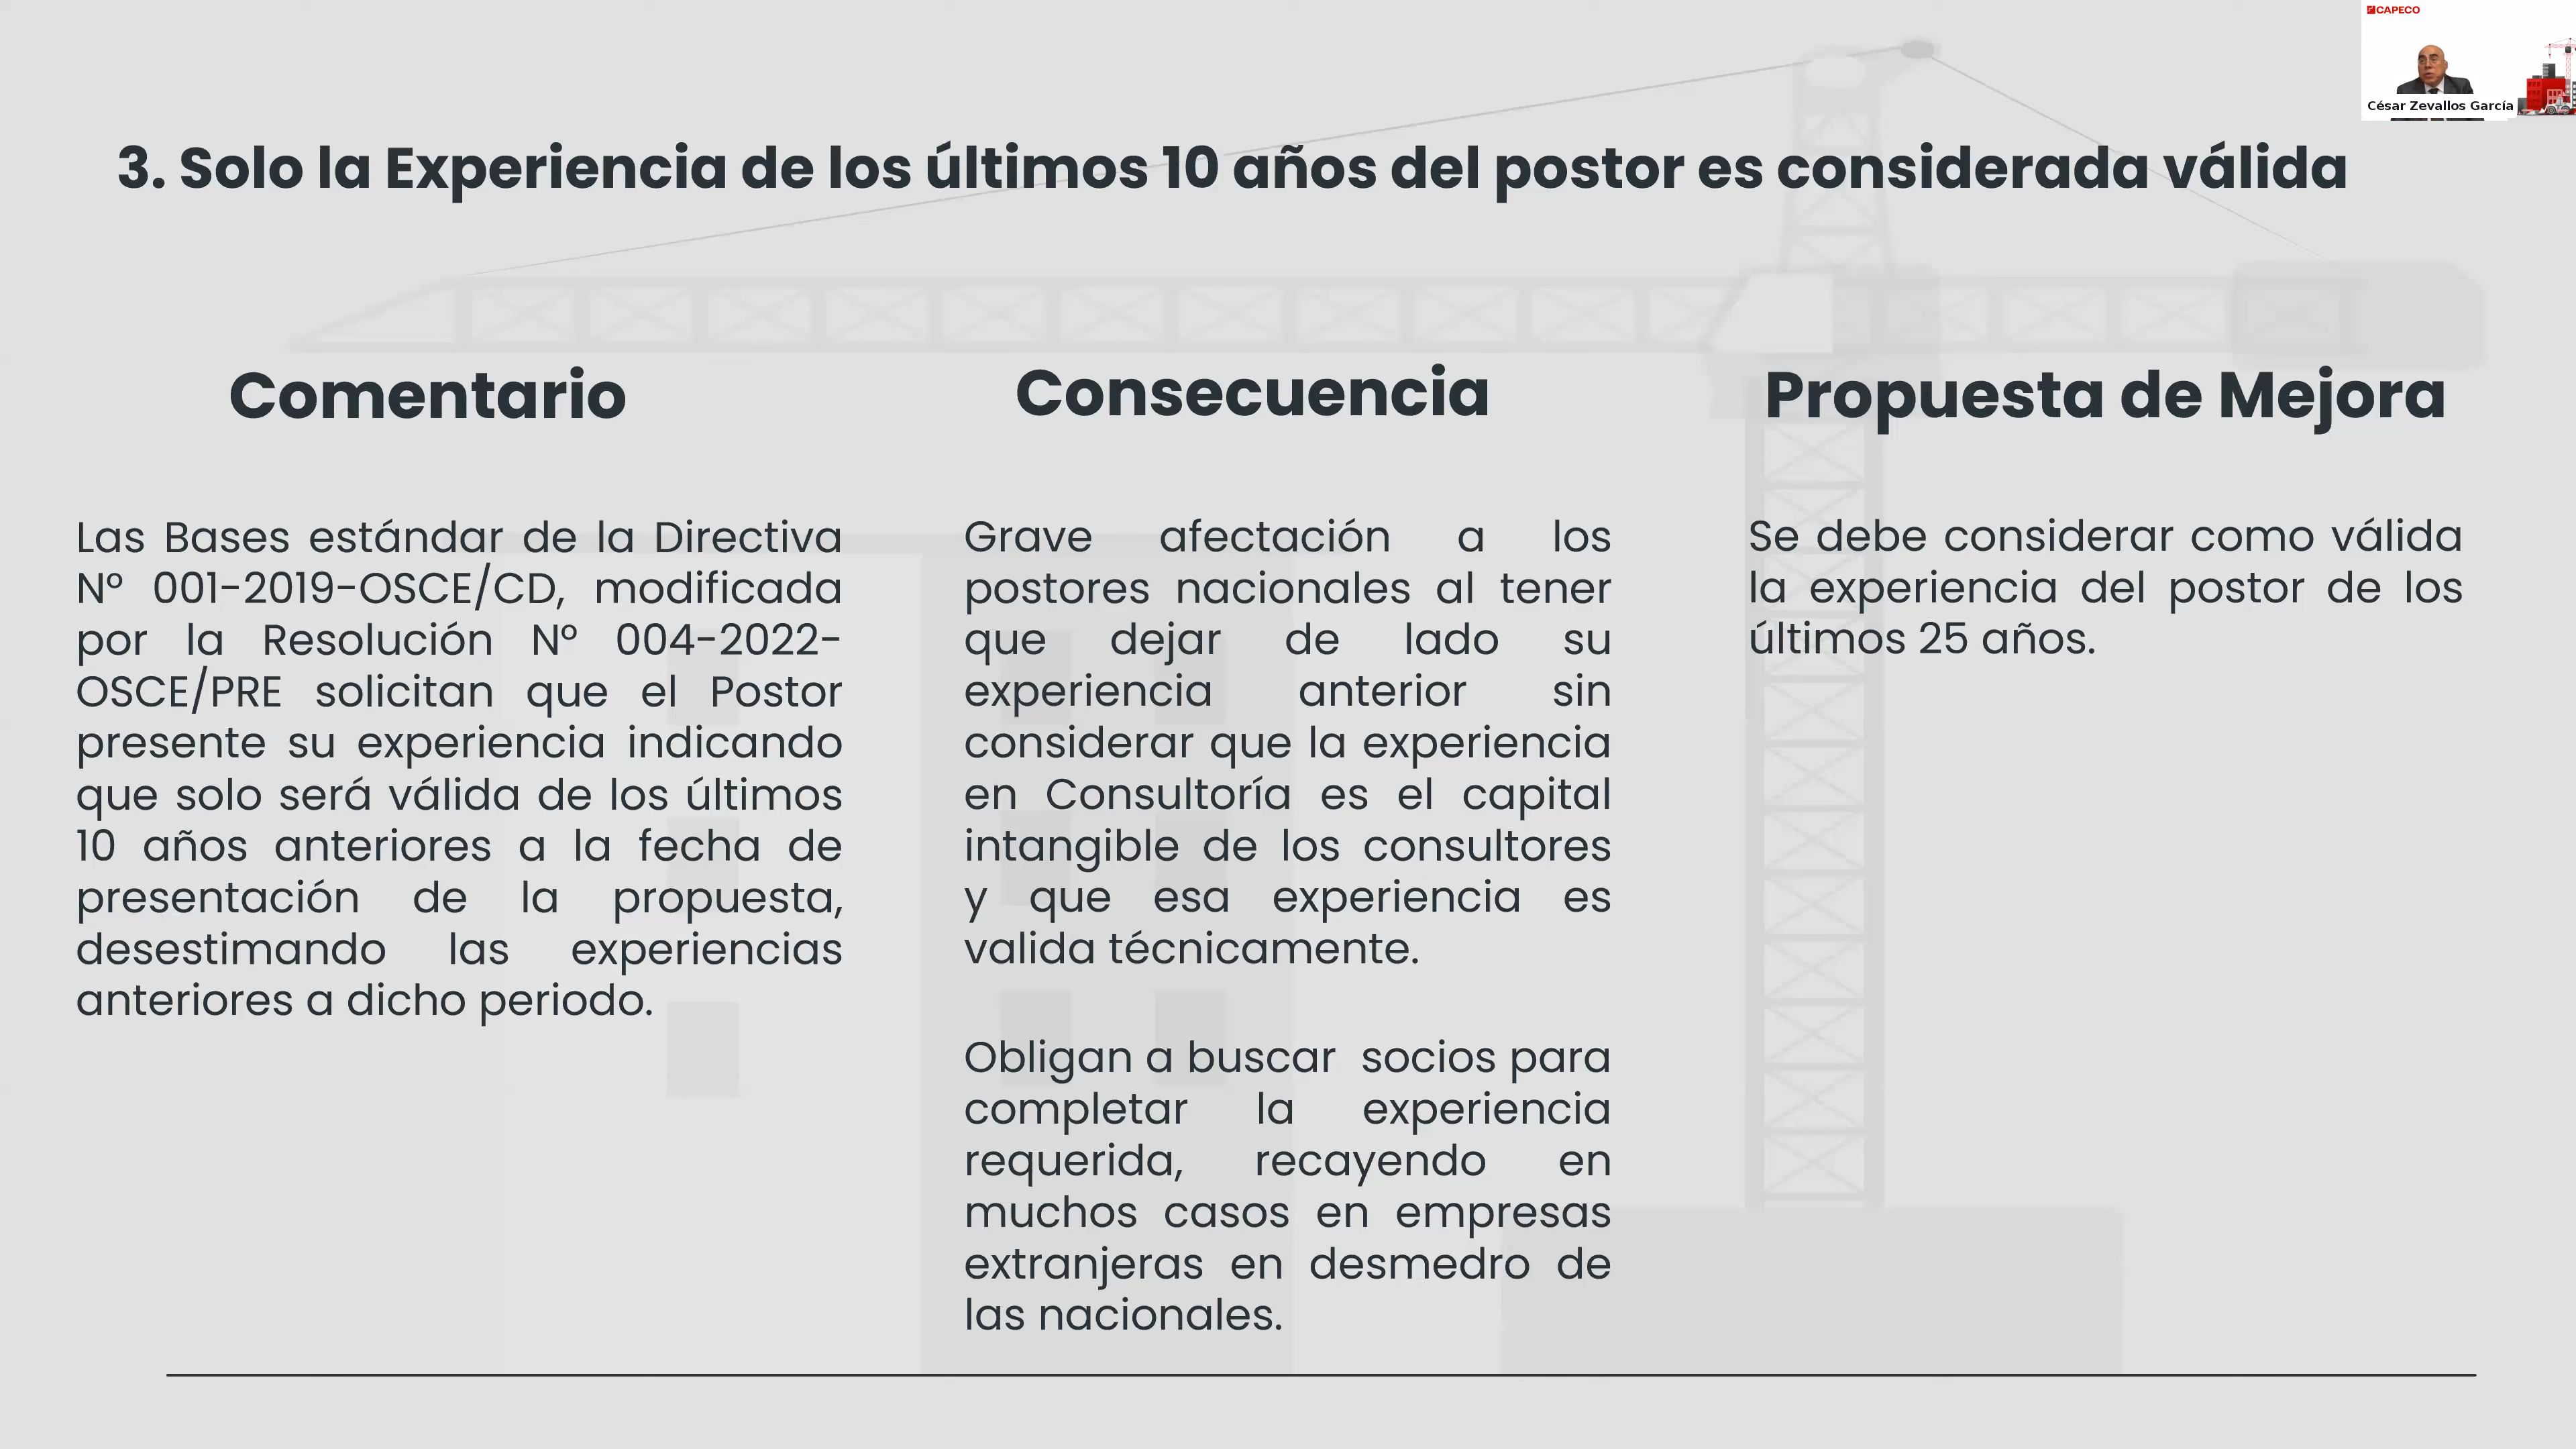 CAPECO
César Zevallos García
3. Solo la Experiencia de los últimos 10 años del postor es considerada válida
Comentario
Las Bases estándar de la Directiva
Nº 001-2019-OSCE/CD, modificada
por la Resolución Nº 004-2022-
OSCE/PRE solicitan que el Postor
presente su experiencia indicando
que solo será válida de los últimos
10 años anteriores a la fecha de
presentación de la propuesta,
desestimando las experiencias
anteriores a dicho periodo.
Consecuencia
Grave afectación a los
postores nacionales al tener
que dejar de lado su
experiencia anterior sin
considerar que la experiencia
en Consultoría es el capital
intangible de los consultores
y que esa experiencia es
valida técnicamente.
Obligan a buscar socios para
completar la experiencia
requerida, recayendo en
muchos casos en empresas
extranjeras en desmedro de
las nacionales.
Propuesta de Mejora
Se debe considerar como válida
la experiencia del postor de los
últimos 25 años.